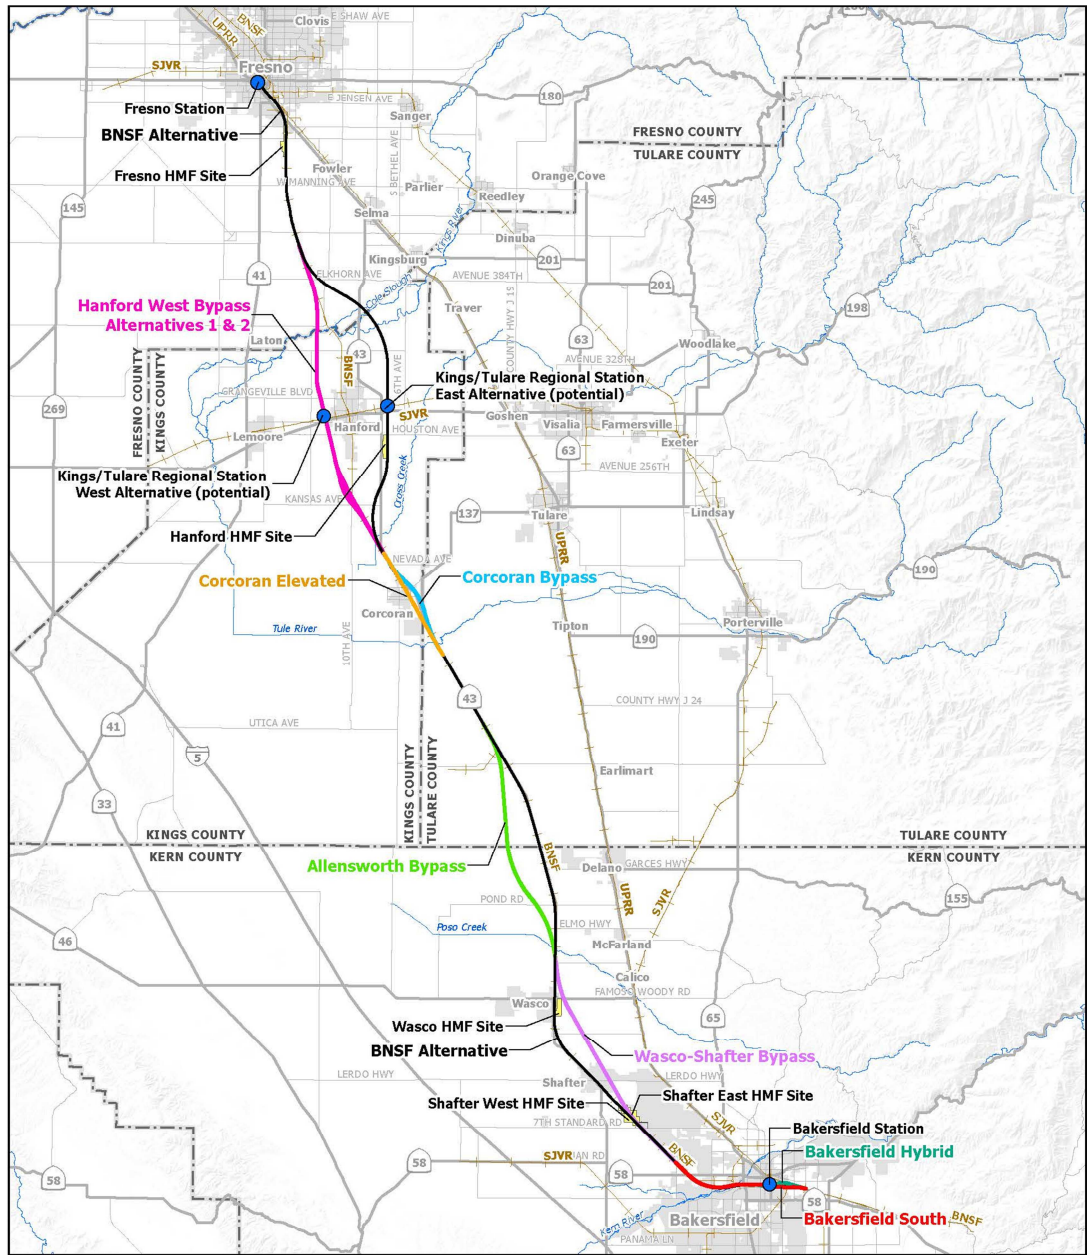 E SHAW AVE
Clovis
BNSF
UPRR
SJVR
Fresno
180
E JENSEN AVE
Fresno Station
Sanger
BNSF Alternative
FRESNO COUNTY
TULARE COUNTY
S BETHEL AVE
Fowler
Fresno HMF Site
Orange Cove
W MANNING AVE
Parlier
Reedley
245
145
Selma
Kings River
Dinuba
Kingsburg
201
41
ELKHORN AVE
AVENUE 384TH
201
Cole Slough
COUNTY HWY J 19
Hanford West Bypass
Alternatives 1 & 2
Traver
198
Laton
63
Woodlake
43
FRESNO COUNTY
KINGS COUNTY
BNSF
6TH AVE
AVENUE 328TH
Kings/Tulare Regional Station
East Alternative (potential)
GRANGEVILLE BLVD
269
SJVR
Goshen
Visalia
Farmersville
Hanford
HOUSTON AVE
Lemoore
Exeter
63
AVENUE 256TH
Kings/Tulare Regional Station
West Alternative (potential)
Cross Creek
KANSAS AVE
137
Tulare
Lindsay
Hanford HMF Site
UPRR
NEVADA AVE
190
Corcoran Elevated
Corcoran Bypass
Corcoran
Tule River
10TH AVE
Tipton
190
Porterville
43
COUNTY HWY J 24
UTICA AVE
41
5
KINGS COUNTY
TULARE COUNTY
Earlimart
33
KINGS COUNTY
KERN COUNTY
TULARE COUNTY
KERN COUNTY
Allensworth Bypass
BNSF
Delano
GARCES HWY
UPRR
SJVR
155
POND RD
Poso Creek
ELMO HWY
46
McFarland
Calico
FAMOSO WOODY RD
Wasco
65
Wasco HMF Site
BNSF Alternative
Wasco-Shafter Bypass
LERDO HWY
Shafter
LERDO HWY
Shafter West HMF Site
Shafter East HMF Site
7TH STANDARD RD
SJVR
Bakersfield Station
BNSF
Bakersfield Hybrid
SJVR
58
58
58
58
Kern River
Bakersfield
Bakersfield South
BNSF
PANAMA LN